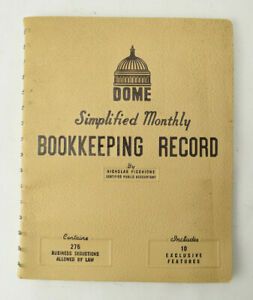 DOME
Simplified Monthly
BOOKKEEPING RECORD
By
NICHOLAS PICCHIONE
CERTIFIED PUBLIC ACCOUNTANT
Contains
276
BUSINESS DEDUCTIONS
ALLOWED BY LAW
Includes
10
EXCLUSIVE
FEATURES